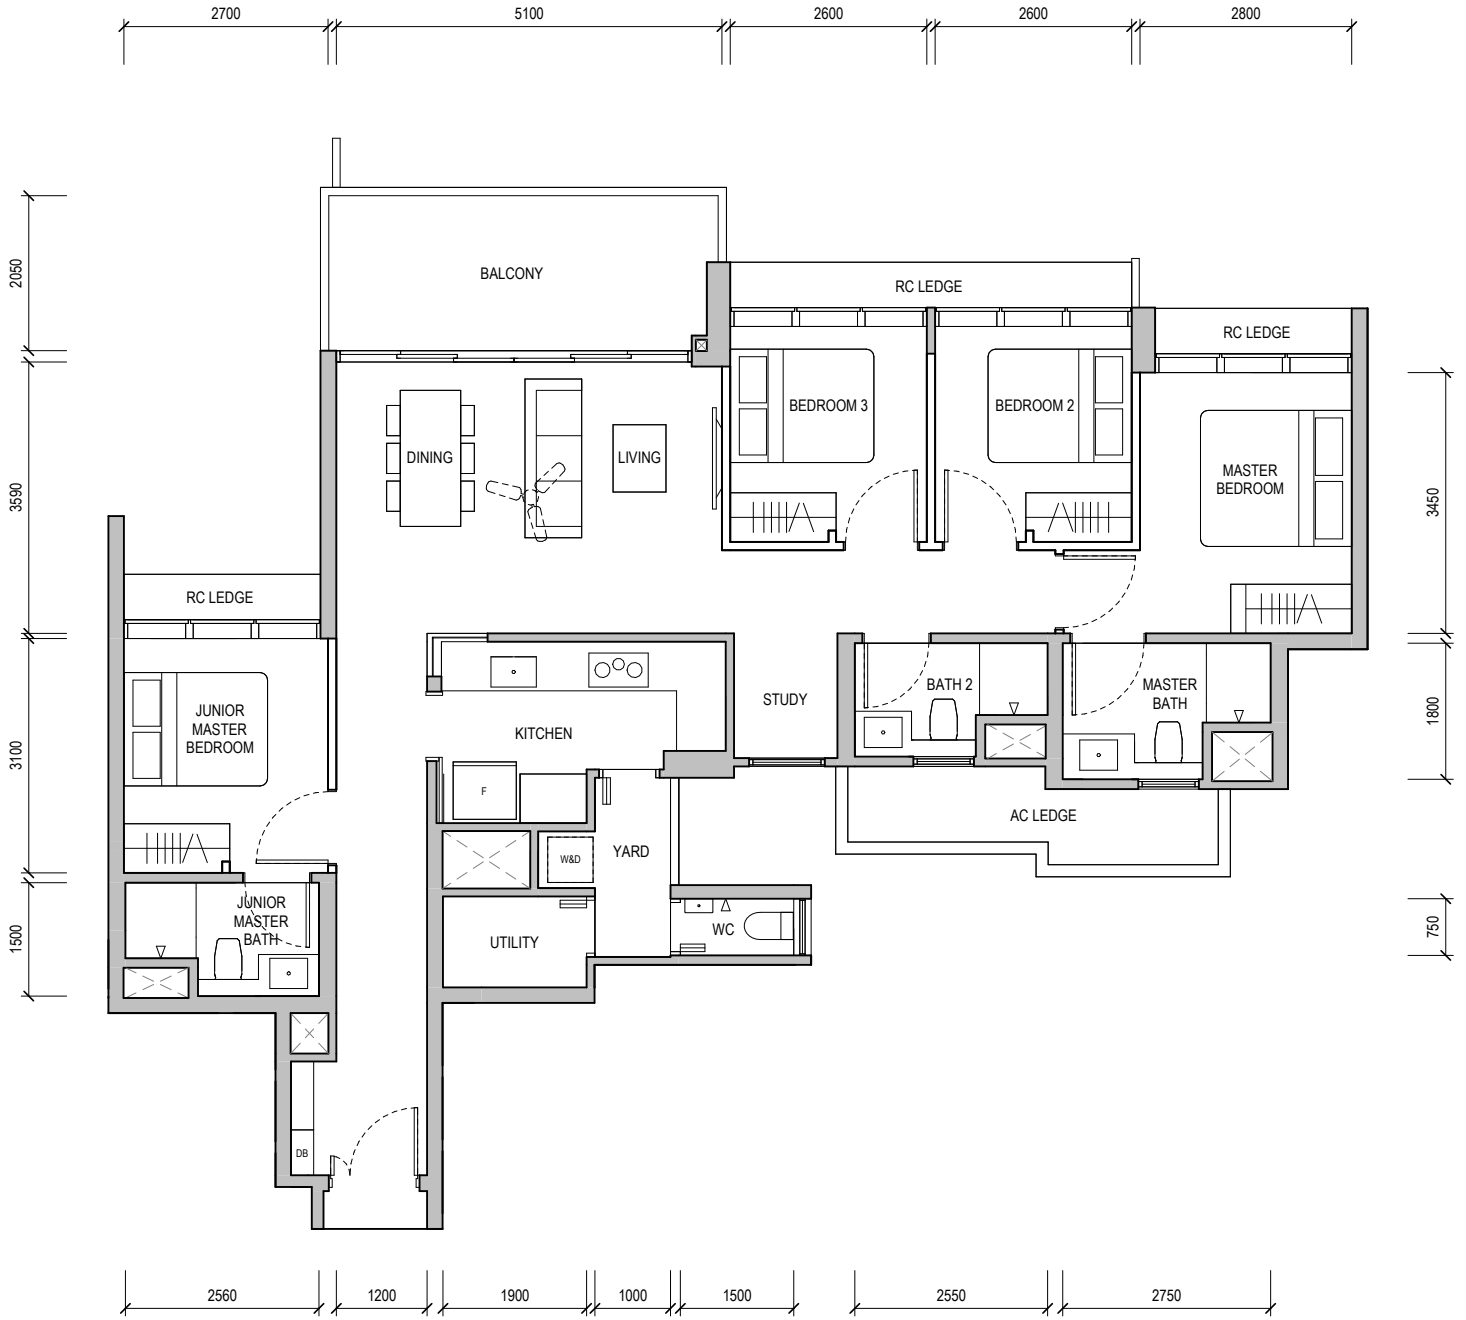 2700
5100
2600
2600
2800
2050
3590
3100
1500
3450
1800
750
BALCONY
RC LEDGE
RC LEDGE
BEDROOM 3
BEDROOM 2
DINING
LIVING
MASTER
BEDROOM
RC LEDGE
JUNIOR
MASTER
BEDROOM
STUDY
BATH 2
MASTER
BATH
KITCHEN
F
AC LEDGE
W&D
YARD
JUNIOR
MASTER
BATH
UTILITY
WC
DB
2560
1200
1900
1000
1500
2550
2750